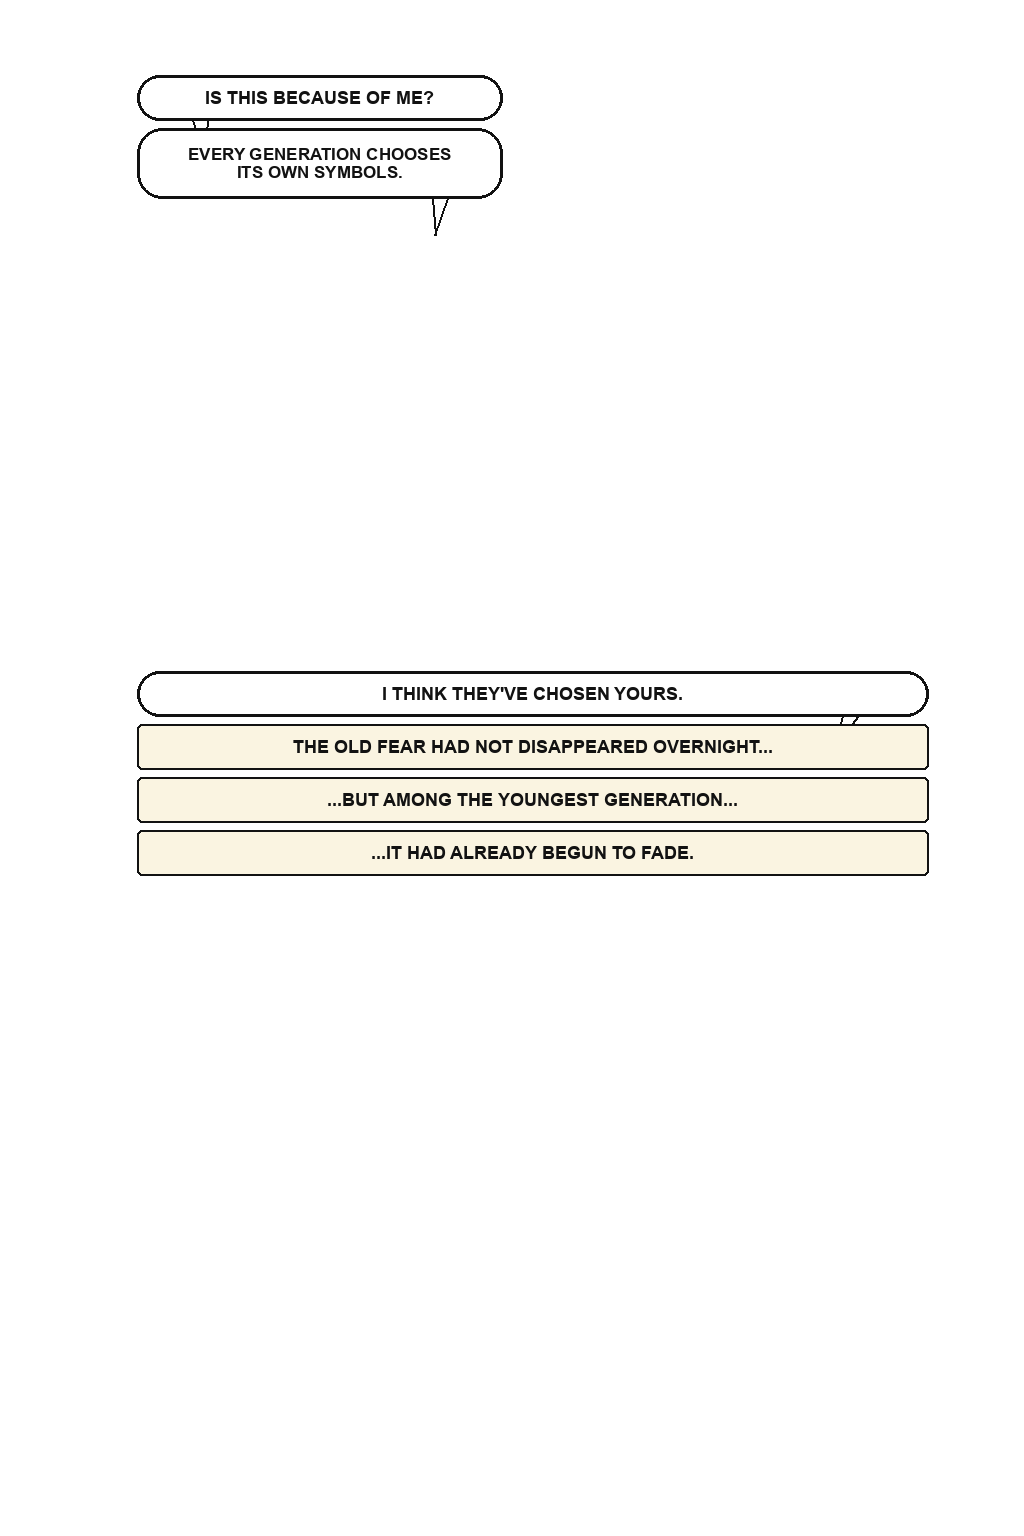 IS THIS BECAUSE OF ME?
EVERY GENERATION CHOOSES
ITS OWN SYMBOLS.
I THINK THEY'VE CHOSEN YOURS.
THE OLD FEAR HAD NOT DISAPPEARED OVERNIGHT...
...BUT AMONG THE YOUNGEST GENERATION...
...IT HAD ALREADY BEGUN TO FADE.